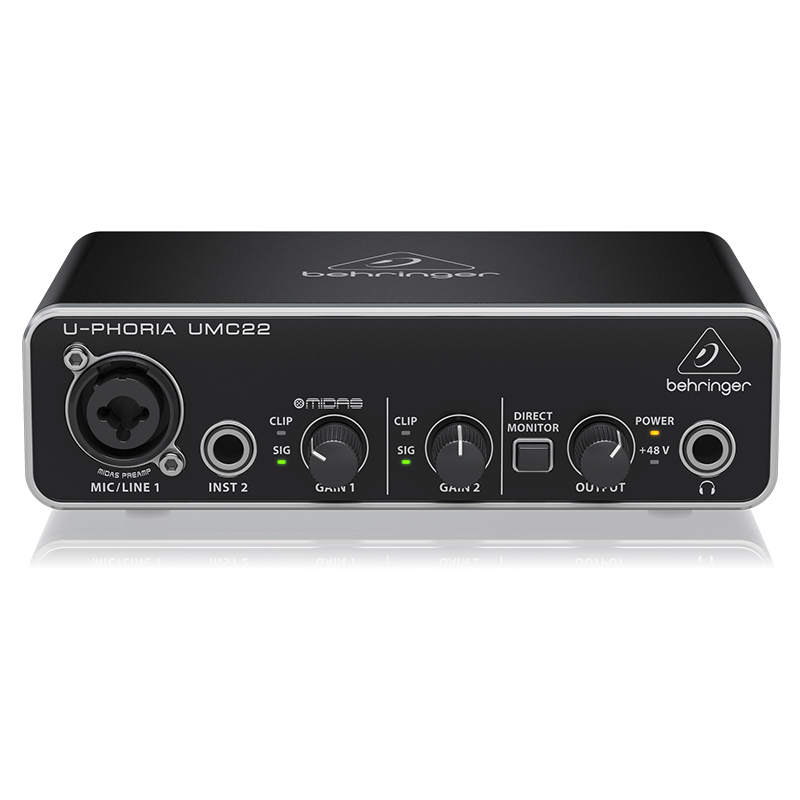 behringer
U-PHORIA UMC22
behringer
MIDAS
CLIP
SIG
CLIP
SIG
DIRECT
MONITOR
POWER
+48 V
MIDAS PREAMP
MIC/LINE 1
INST 2
GAIN 1
GAIN 2
OUTPUT